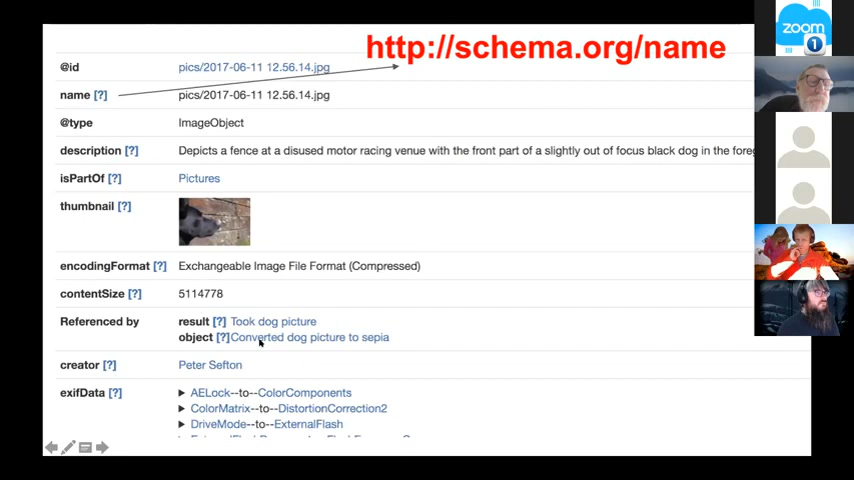 http://schema.org/name
@id pics/2017-06-11 12.56.14.jpg
name [?] pics/2017-06-11 12.56.14.jpg
@type ImageObject
description [?] Depicts a fence at a disused motor racing venue with the front part of a slightly out of focus black dog in the foreg
isPartOf [?] Pictures
thumbnail [?]
encodingFormat [?] Exchangeable Image File Format (Compressed)
contentSize [?] 5114778
Referenced by result [?] Took dog picture
object [?]Converted dog picture to sepia
creator [?] Peter Sefton
exifData [?] AELock--to--ColorComponents
ColorMatrix--to--DistortionCorrection2
DriveMode--to--ExternalFlash
zoom
1